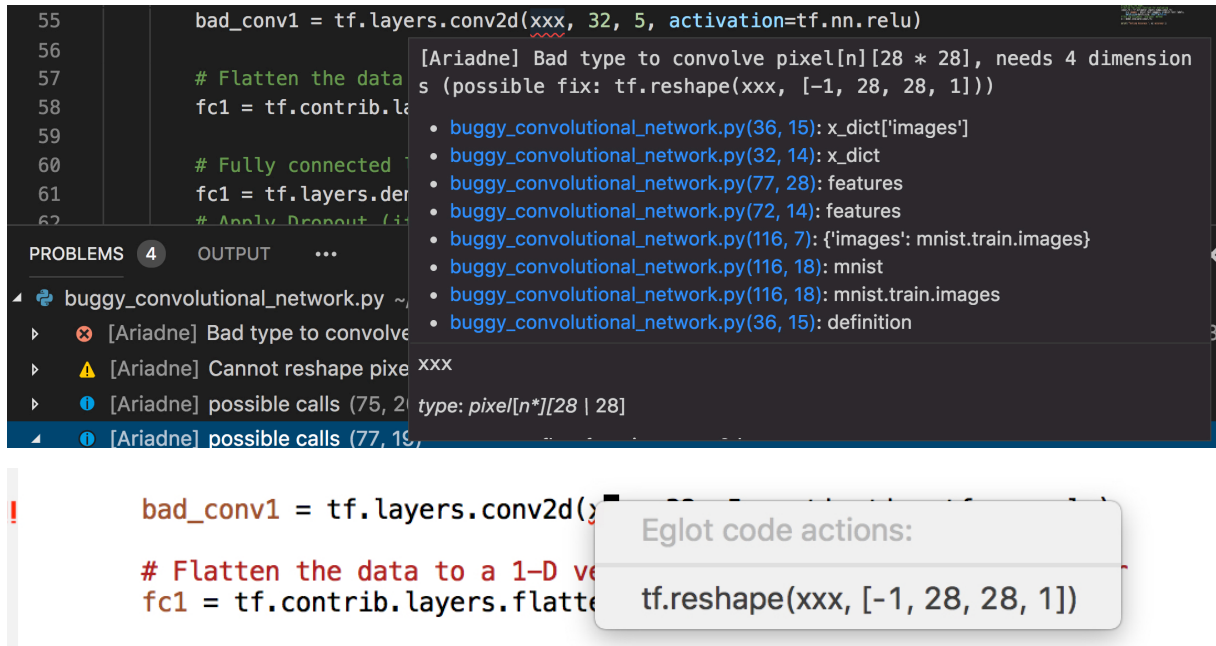 55 bad_conv1 = tf.layers.conv2d(xxx, 32, 5, activation=tf.nn.relu)
56
[Ariadne] Bad type to convolve pixel[n][28 * 28], needs 4 dimension
57 # Flatten the data
s (possible fix: tf.reshape(xxx, [-1, 28, 28, 1]))
58 fc1 = tf.contrib.la
59
60 # Fully connected
61 fc1 = tf.layers.den
62 # Apply Dropout (if
• buggy_convolutional_network.py(36, 15): x_dict['images']
• buggy_convolutional_network.py(32, 14): x_dict
• buggy_convolutional_network.py(77, 28): features
• buggy_convolutional_network.py(72, 14): features
• buggy_convolutional_network.py(116, 7): {'images': mnist.train.images}
• buggy_convolutional_network.py(116, 18): mnist
• buggy_convolutional_network.py(116, 18): mnist.train.images
• buggy_convolutional_network.py(36, 15): definition
xxx
type: pixel[n*][28 | 28]
PROBLEMS 4 OUTPUT •••
buggy_convolutional_network.py ~/
[Ariadne] Bad type to convolve
[Ariadne] Cannot reshape pixe
[Ariadne] possible calls (75, 2
[Ariadne] possible calls (77, 19)
! bad_conv1 = tf.layers.conv2d(x
Eglot code actions:
# Flatten the data to a 1-D ve
fc1 = tf.contrib.layers.flatte
tf.reshape(xxx, [-1, 28, 28, 1])